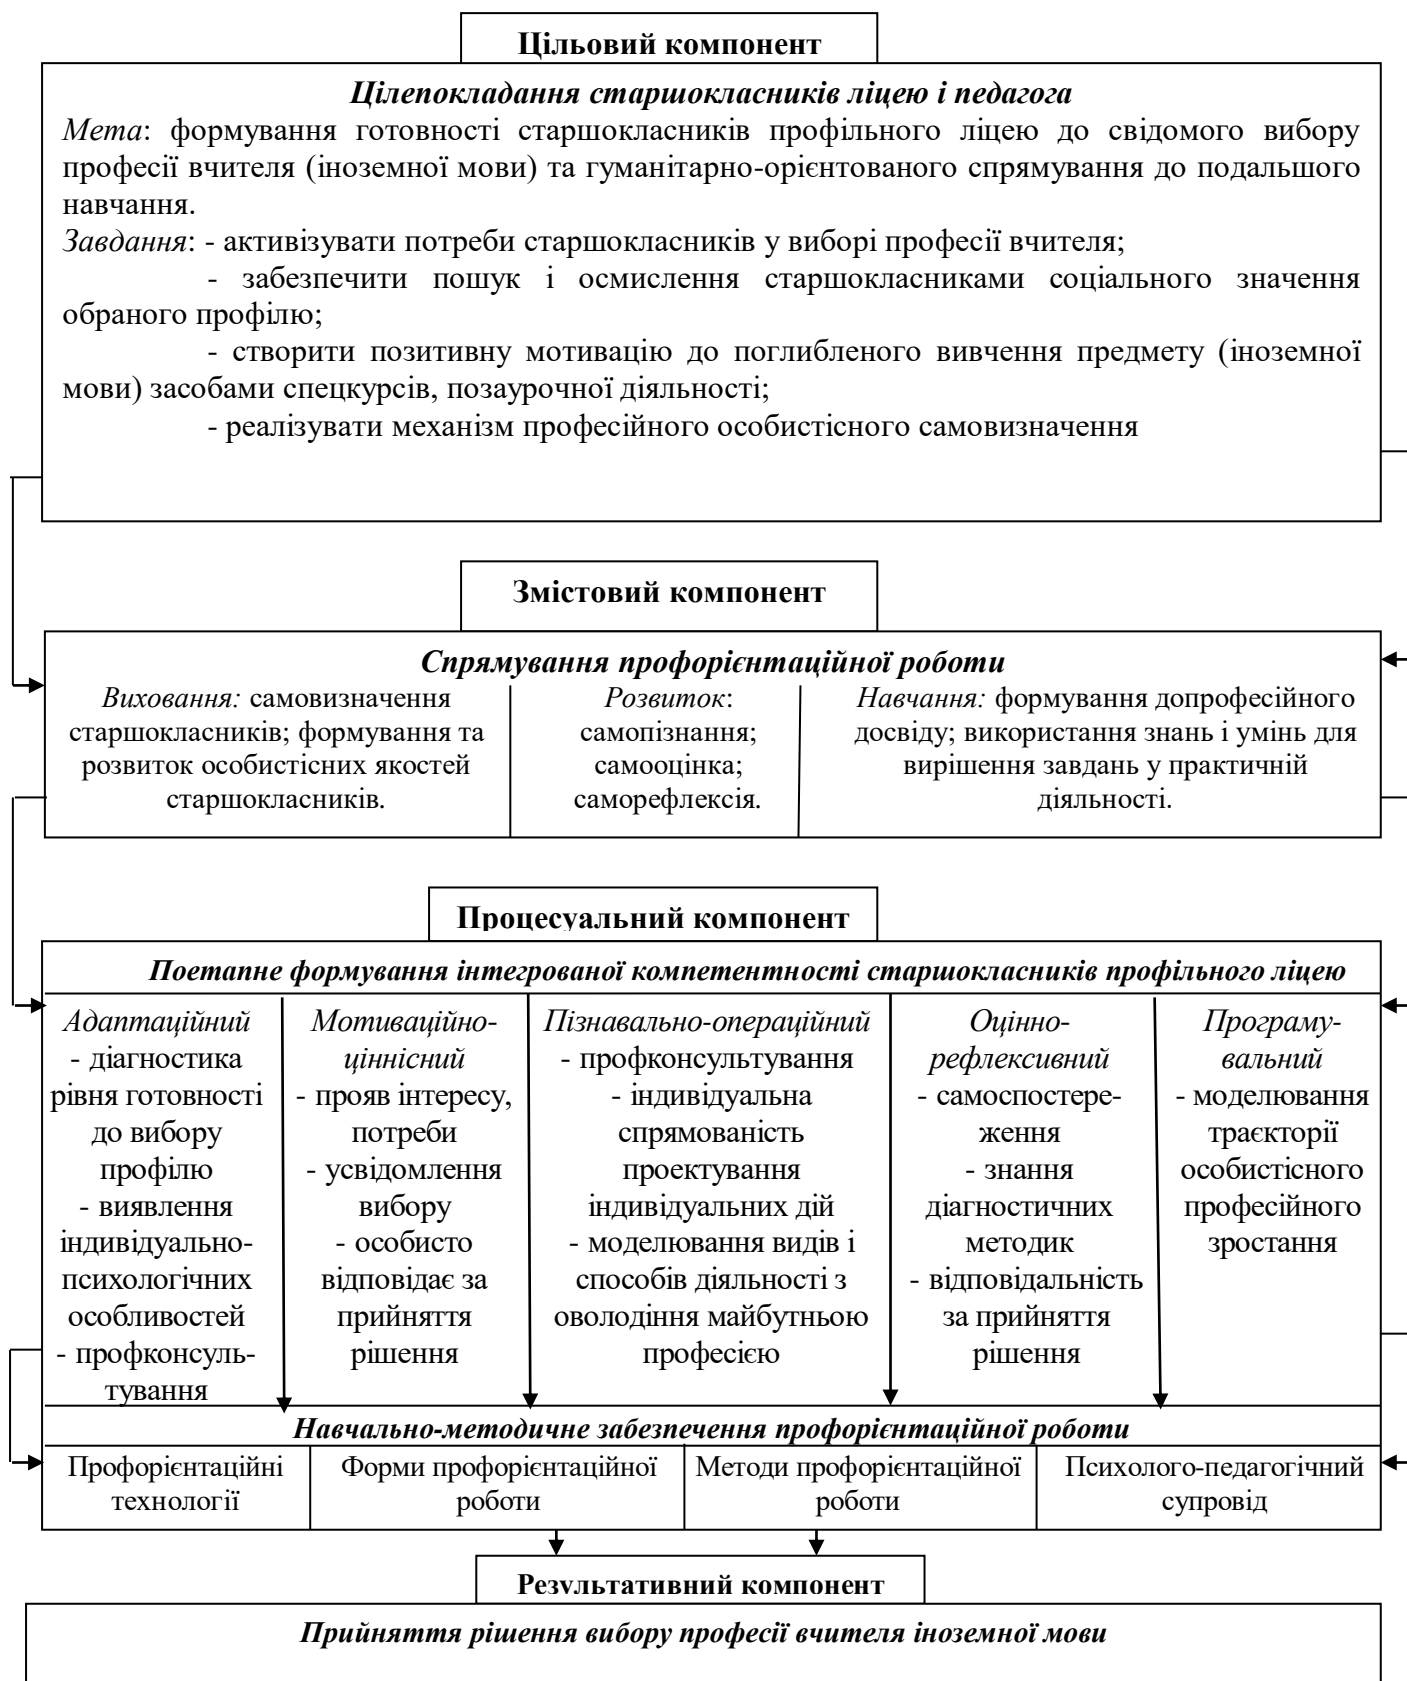 Цільовий компонент
Цілепокладання старшокласників ліцею і педагога
Мета: формування готовності старшокласників профільного ліцею до свідомого вибору
професії вчителя (іноземної мови) та гуманітарно-орієнтованого спрямування до подальшого
навчання.
Завдання: - активізувати потреби старшокласників у виборі професії вчителя;
- забезпечити пошук і осмислення старшокласниками соціального значення
обраного профілю;
- створити позитивну мотивацію до поглибленого вивчення предмету (іноземної
мови) засобами спецкурсів, позаурочної діяльності;
- реалізувати механізм професійного особистісного самовизначення
Змістовий компонент
Спрямування профорієнтаційної роботи
Виховання: самовизначення
старшокласників; формування та
розвиток особистісних якостей
старшокласників.
Розвиток:
самопізнання;
самооцінка;
саморефлексія.
Навчання: формування допрофесійного
досвіду; використання знань і умінь для
вирішення завдань у практичній
діяльності.
Процесуальний компонент
Поетапне формування інтегрованої компетентності старшокласників профільного ліцею
Адаптаційний
- діагностика
рівня готовності
до вибору
профілю
- виявлення
індивідуально-
психологічних
особливостей
- профконсуль-
тування
Мотиваційно-
ціннісний
- прояв інтересу,
потреби
- усвідомлення
вибору
- особисто
відповідає за
прийняття
рішення
Пізнавально-операційний
- профконсультування
- індивідуальна
спрямованість
проектування
індивідуальних дій
- моделювання видів і
способів діяльності з
оволодіння майбутньою
професією
Оцінно-
рефлексивний
- самоспостере-
ження
- знання
діагностичних
методик
- відповідальність
за прийняття
рішення
Програму-
вальний
- моделювання
траєкторії
особистісного
професійного
зростання
Навчально-методичне забезпечення профорієнтаційної роботи
Профорієнтаційні
технології
Форми профорієнтаційної
роботи
Методи профорієнтаційної
роботи
Психолого-педагогічний
супровід
Результативний компонент
Прийняття рішення вибору професії вчителя іноземної мови